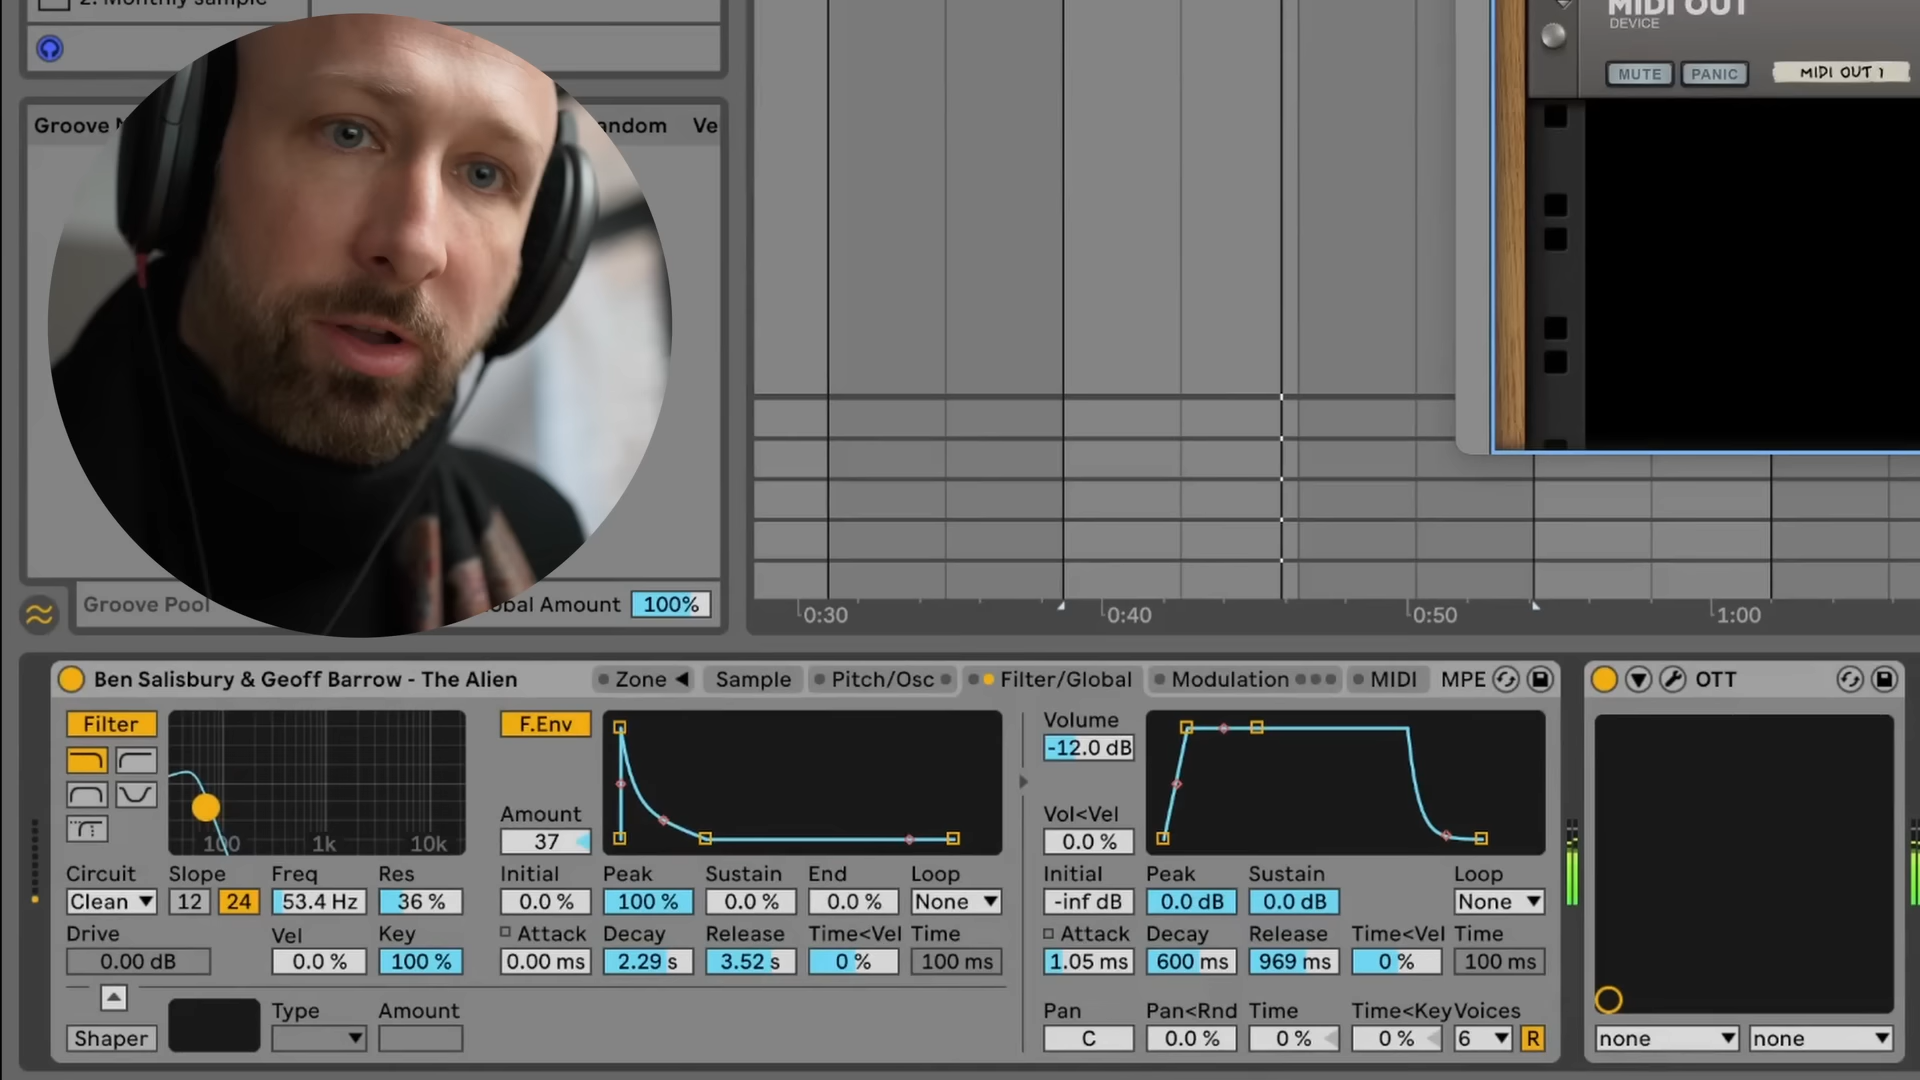 2. Monthly sample
MIDI OUT
DEVICE
MUTE PANIC MIDI OUT 1
Groove andom Ve
Groove Pool obal Amount 100%
0:30 0:40 0:50 1:00
Ben Salisbury & Geoff Barrow - The Alien Zone Sample Pitch/Osc Filter/Global Modulation MIDI MPE OTT
Filter F.Env Volume
-12.0 dB
Amount Vol<Vel
100 1k 10k 37 0.0 %
Circuit Slope Freq Res Initial Peak Sustain End Loop Initial Peak Sustain Loop
Clean 12 24 53.4 Hz 36 % 0.0 % 100 % 0.0 % 0.0 % None -inf dB 0.0 dB 0.0 dB None
Drive Vel Key Attack Decay Release Time<Vel Time Attack Decay Release Time<Vel Time
0.00 dB 0.0 % 100 % 0.00 ms 2.29 s 3.52 s 0 % 100 ms 1.05 ms 600 ms 969 ms 0 % 100 ms
Type Amount Pan Pan<Rnd Time Time<Key Voices
Shaper C 0.0 % 0 % 0 % 6 R none none